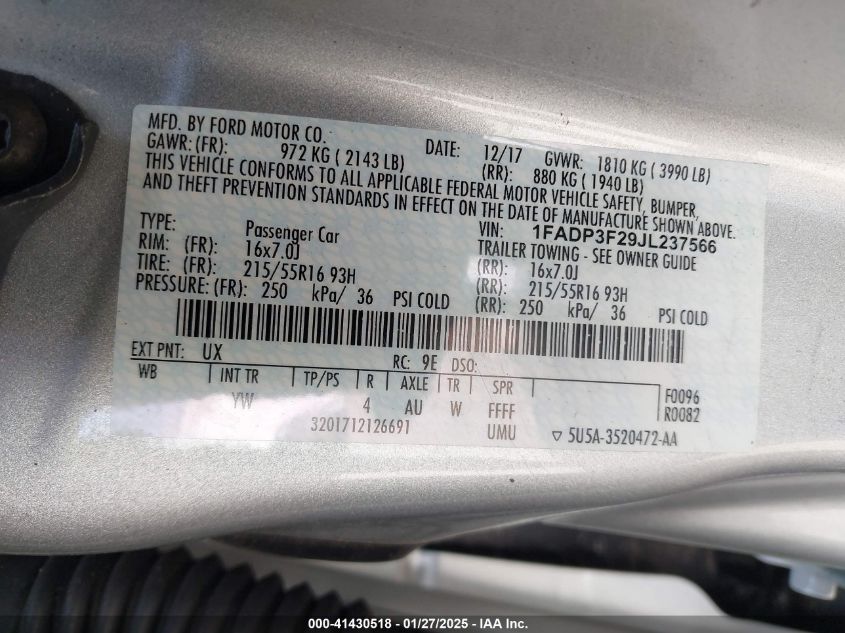 MFD. BY FORD MOTOR CO. DATE: 12/17 GVWR: 1810 KG ( 3990 LB)
GAWR: (FR): 972 KG ( 2143 LB) (RR): 880 KG ( 1940 LB)
THIS VEHICLE CONFORMS TO ALL APPLICABLE FEDERAL MOTOR VEHICLE SAFETY, BUMPER,
AND THEFT PREVENTION STANDARDS IN EFFECT ON THE DATE OF MANUFACTURE SHOWN ABOVE.
VIN: 1FADP3F29JL237566
TYPE: Passenger Car TRAILER TOWING - SEE OWNER GUIDE
RIM: (FR): 16x7.0J (RR): 16x7.0J
TIRE: (FR): 215/55R16 93H (RR): 215/55R16 93H
PRESSURE: (FR): 250 kPa/ 36 PSI COLD (RR): 250 kPa/ 36 PSI COLD
EXT PNT: UX RC: 9E DSO:
WB INT TR TP/PS R AXLE TR SPR F0096
YW 4 AU W FFFF R0082
3201712126691 UMU ▽ 5U5A-3520472-AA
000-41430518 - 01/27/2025 - IAA Inc.